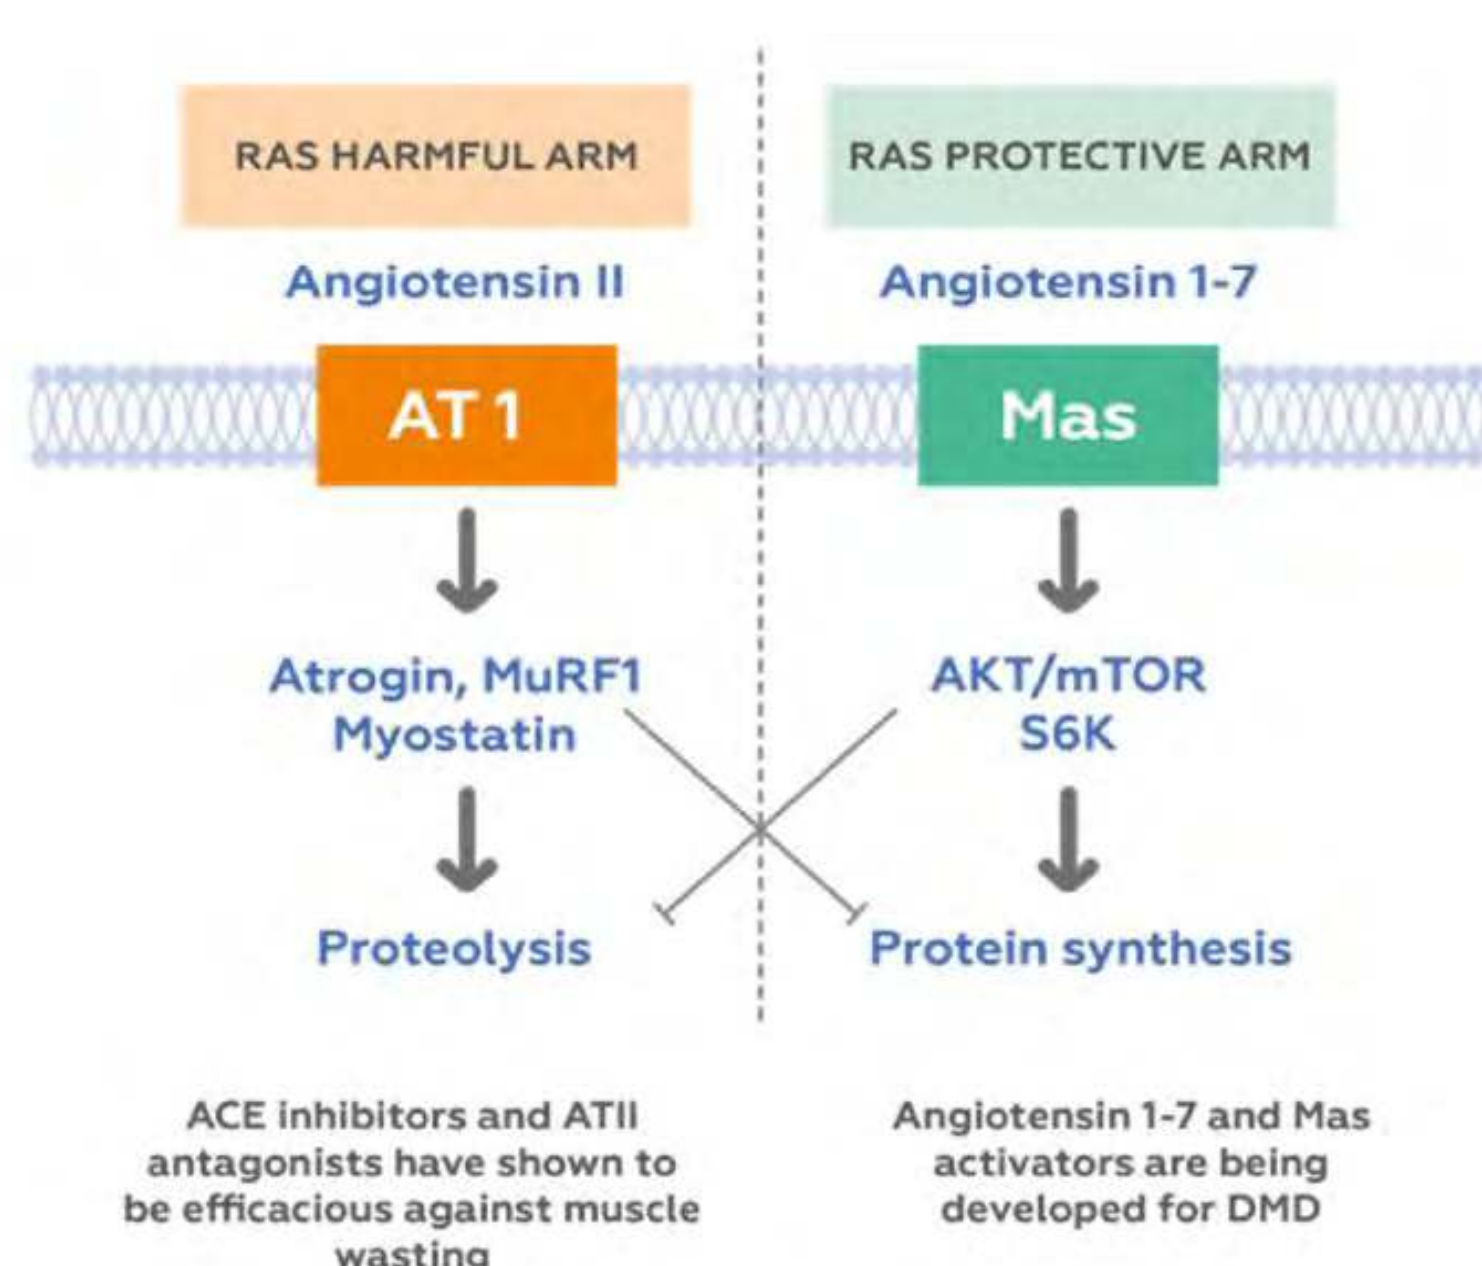 RAS HARMFUL ARM
RAS PROTECTIVE ARM
Angiotensin II
Angiotensin 1-7
AT 1
Mas
Atrogin, MuRF1
Myostatin
AKT/mTOR
S6K
Proteolysis
Protein synthesis
ACE inhibitors and ATII
antagonists have shown to
be efficacious against muscle
wasting
Angiotensin 1-7 and Mas
activators are being
developed for DMD